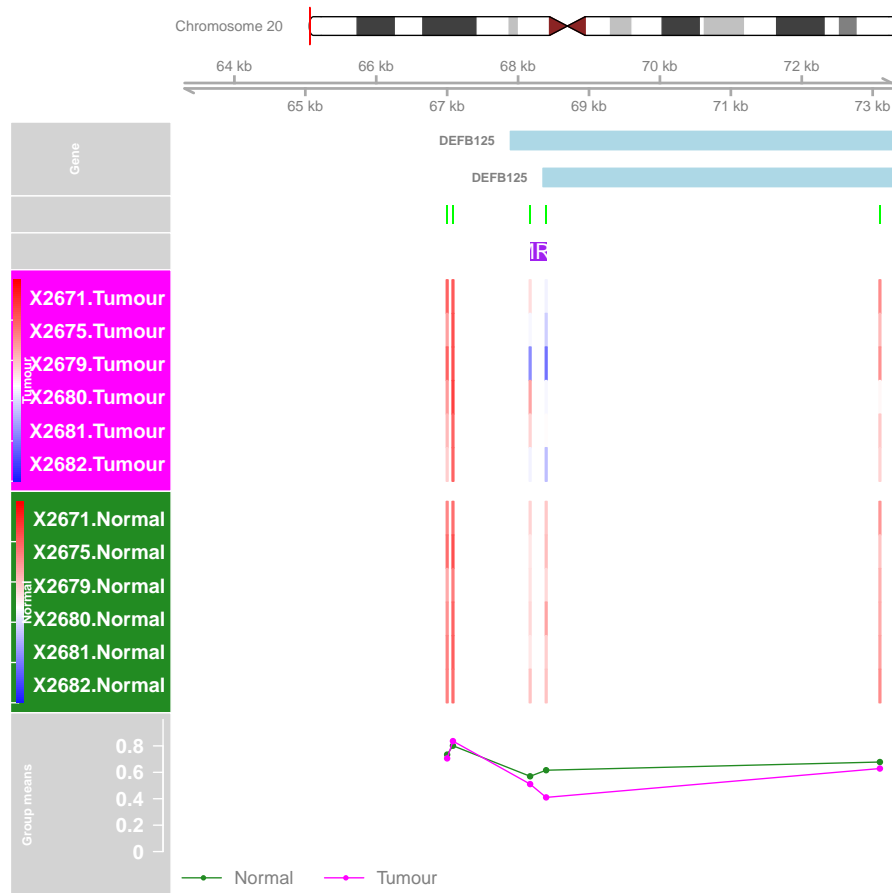 Chromosome 20
64 kb 66 kb 68 kb 70 kb 72 kb
65 kb 67 kb 69 kb 71 kb 73 kb
Gene
DEFB125
DEFB125
Tumour
X2671.Tumour
X2675.Tumour
X2679.Tumour
X2680.Tumour
X2681.Tumour
X2682.Tumour
Normal
X2671.Normal
X2675.Normal
X2679.Normal
X2680.Normal
X2681.Normal
X2682.Normal
Group means
0.8
0.6
0.4
0.2
0
Normal Tumour